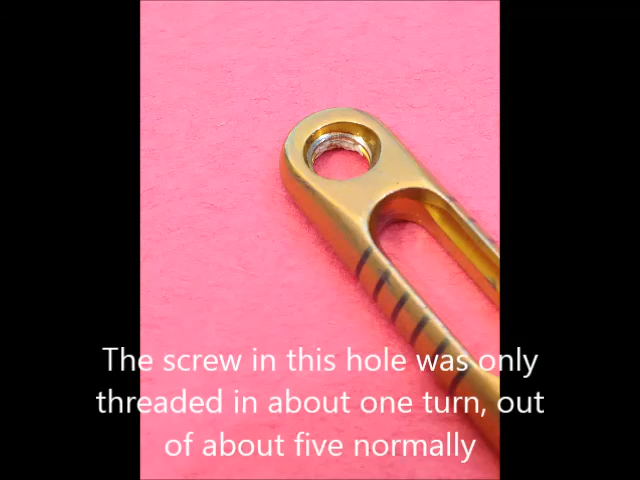 The screw in this hole was only
threaded in about one turn, out
of about five normally